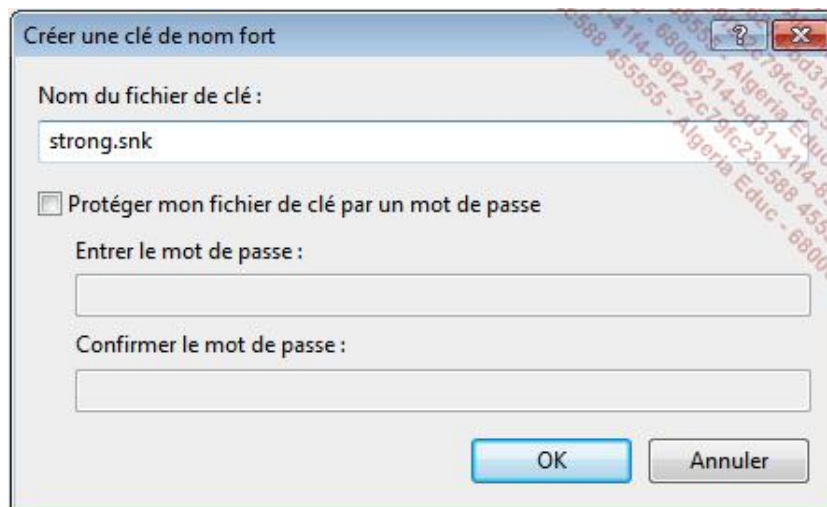 Créer une clé de nom fort
Nom du fichier de clé :
strong.snk
Protéger mon fichier de clé par un mot de passe
Entrer le mot de passe :
Confirmer le mot de passe :
OK
Annuler